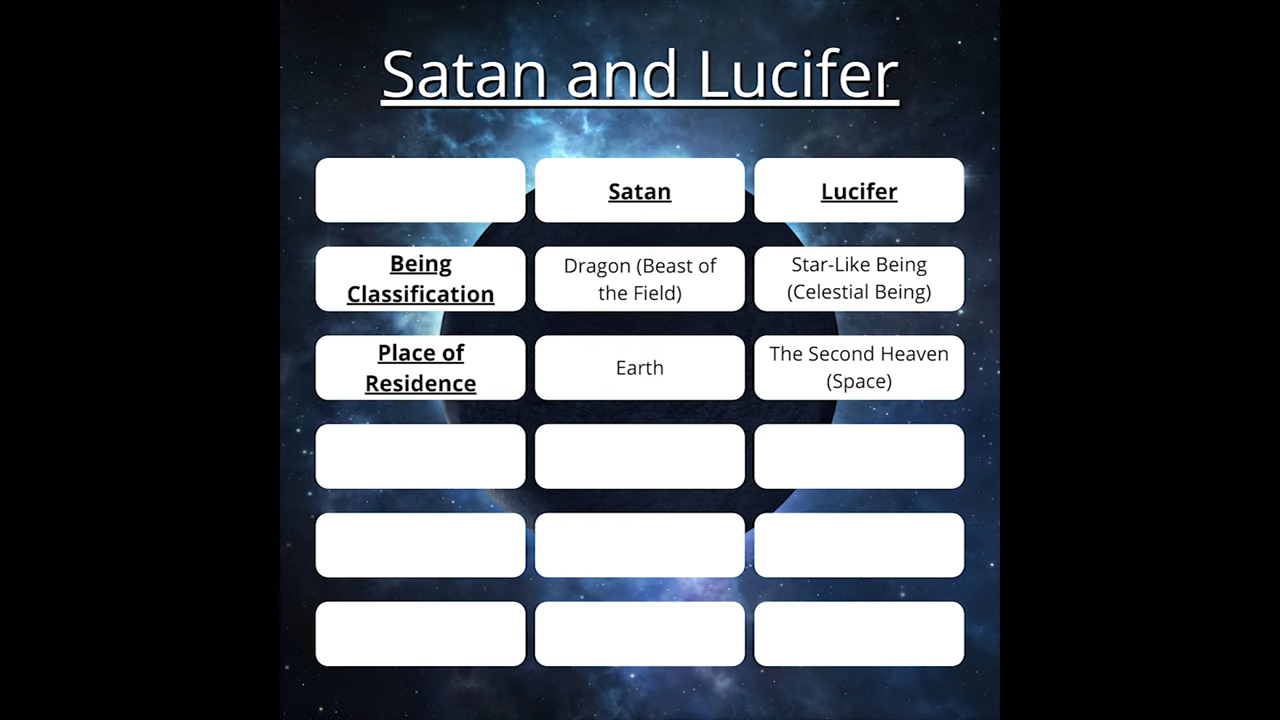 Satan and Lucifer
Satan
Lucifer
Being
Classification
Dragon (Beast of
the Field)
Star-Like Being
(Celestial Being)
Place of
Residence
Earth
The Second Heaven
(Space)